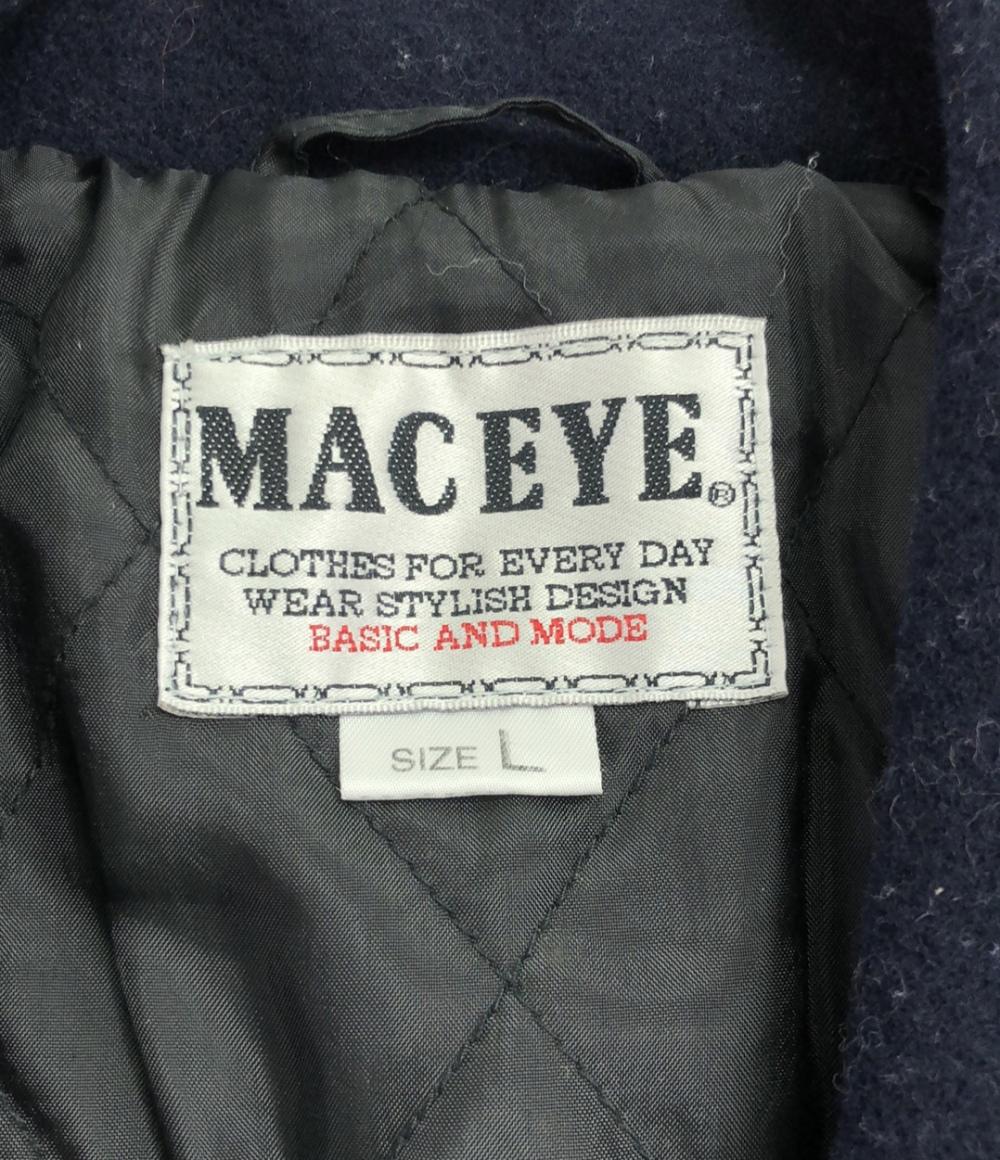 MACEYE®
CLOTHES FOR EVERY DAY
WEAR STYLISH DESIGN
BASIC AND MODE
SIZE L